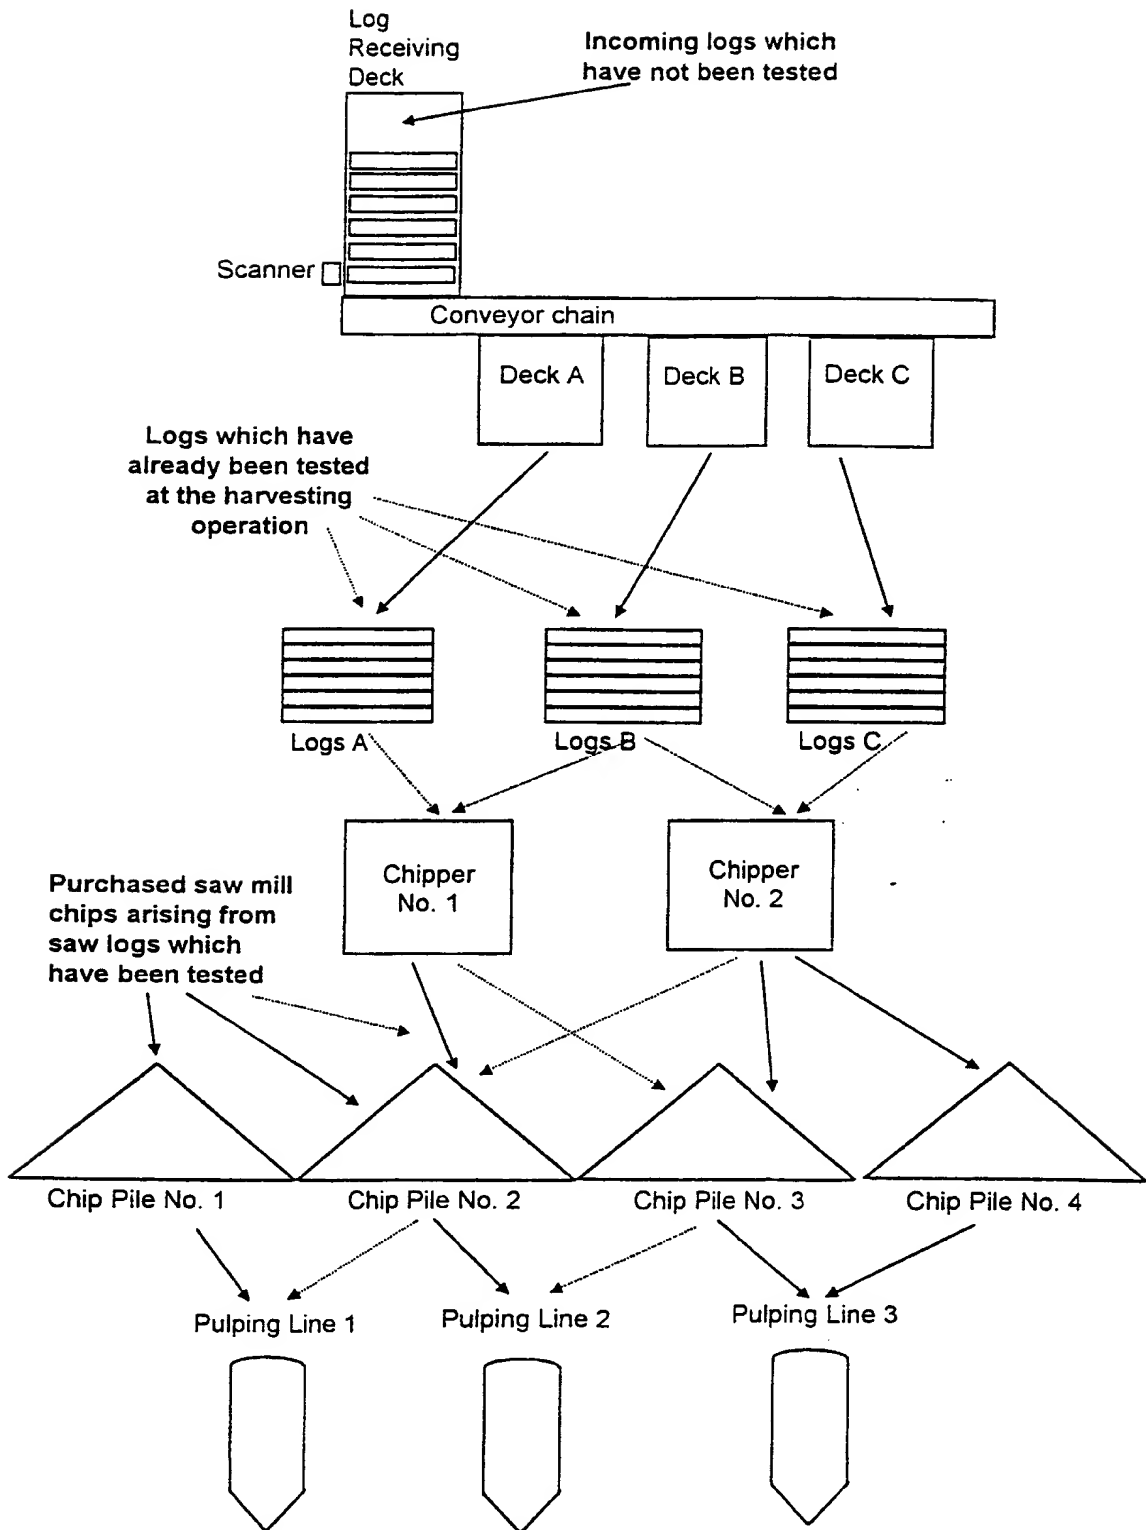 Log
Receiving
Deck
Incoming logs which
have not been tested
Scanner
Conveyor chain
Deck A
Deck B
Deck C
Logs which have
already been tested
at the harvesting
operation
Logs A
Logs B
Logs C
Chipper
No. 1
Chipper
No. 2
Purchased saw mill
chips arising from
saw logs which
have been tested
Chip Pile No. 1
Chip Pile No. 2
Chip Pile No. 3
Chip Pile No. 4
Pulping Line 1
Pulping Line 2
Pulping Line 3